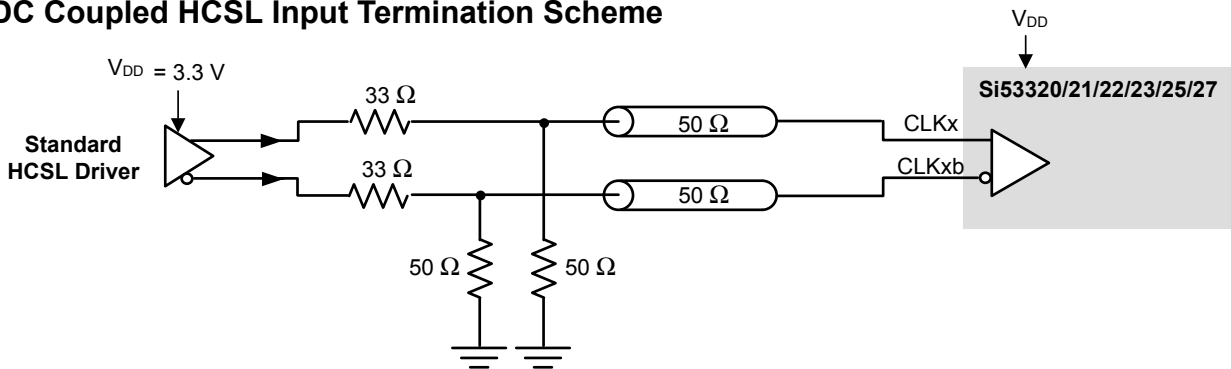 DC Coupled HCSL Input Termination Scheme
VDD
VDD = 3.3 V
Si53320/21/22/23/25/27
33 Ω
50 Ω
CLKx
Standard
HCSL Driver
33 Ω
CLKxb
50 Ω
50 Ω
50 Ω